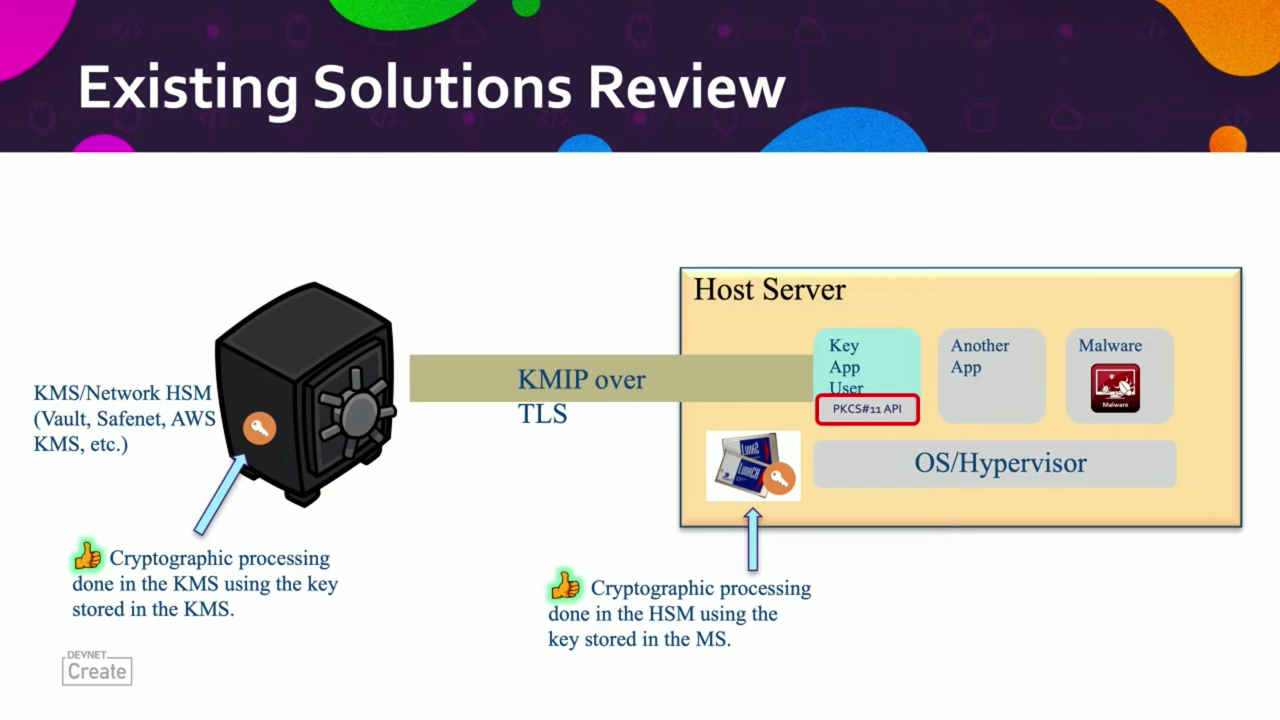 Existing Solutions Review
Host Server
Key
App
User
PKCS#11 API
Another
App
Malware
Malware
KMIP over
TLS
KMS/Network HSM
(Vault, Safenet, AWS
KMS, etc.)
OS/Hypervisor
Cryptographic processing
done in the KMS using the key
stored in the KMS.
Cryptographic processing
done in the HSM using the
key stored in the MS.
DEVNET
Create